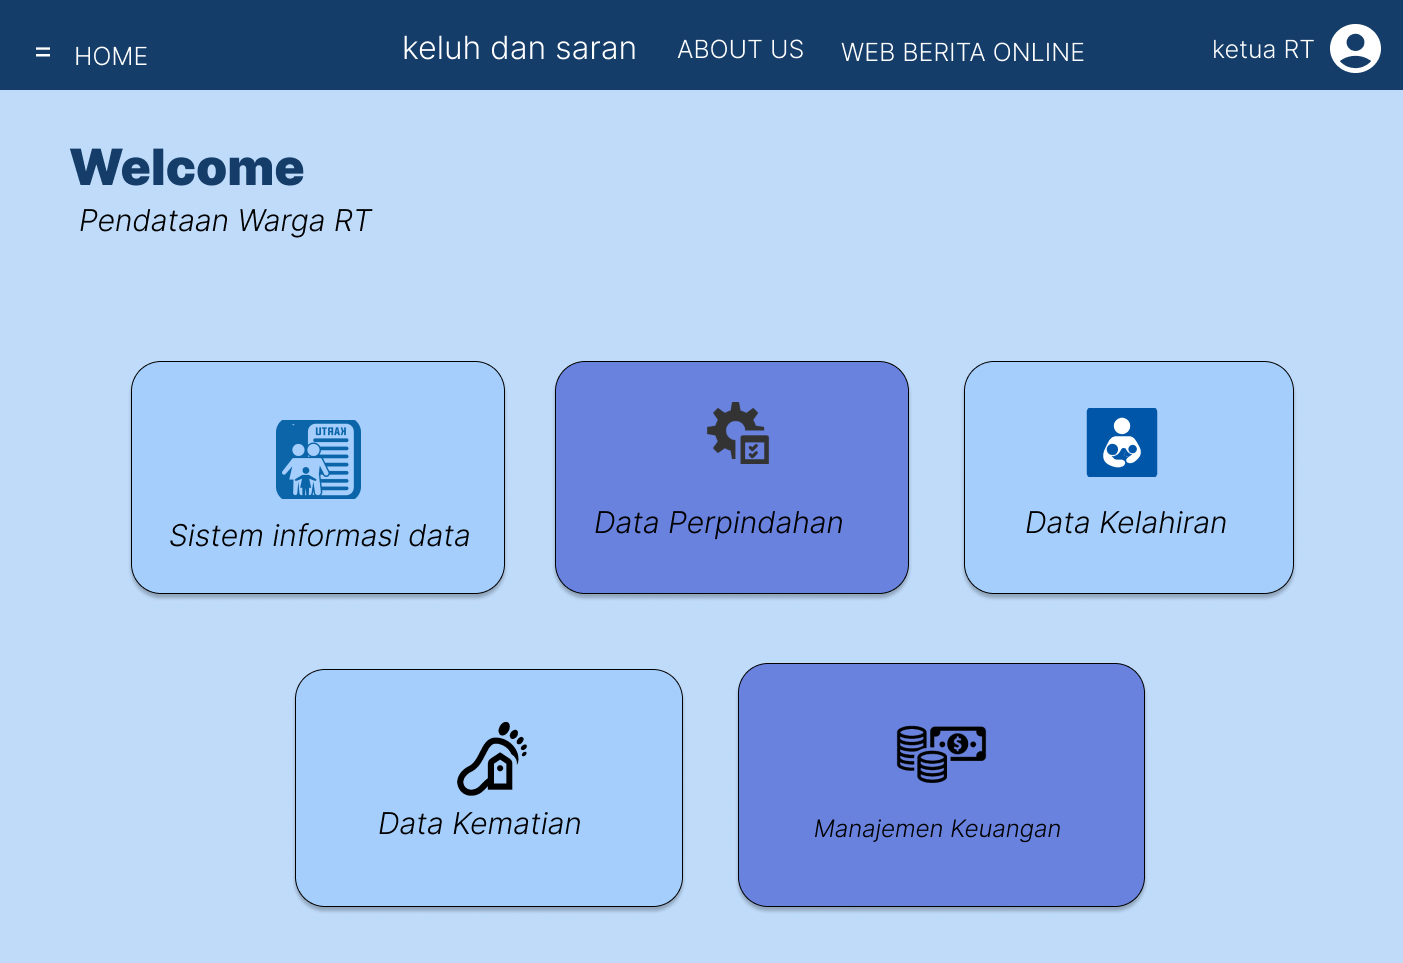 = HOME
keluh dan saran
ABOUT US
WEB BERITA ONLINE
ketua RT
Welcome
Pendataan Warga RT
KARTU
Sistem informasi data
Data Perpindahan
Data Kelahiran
Data Kematian
$
Manajemen Keuangan